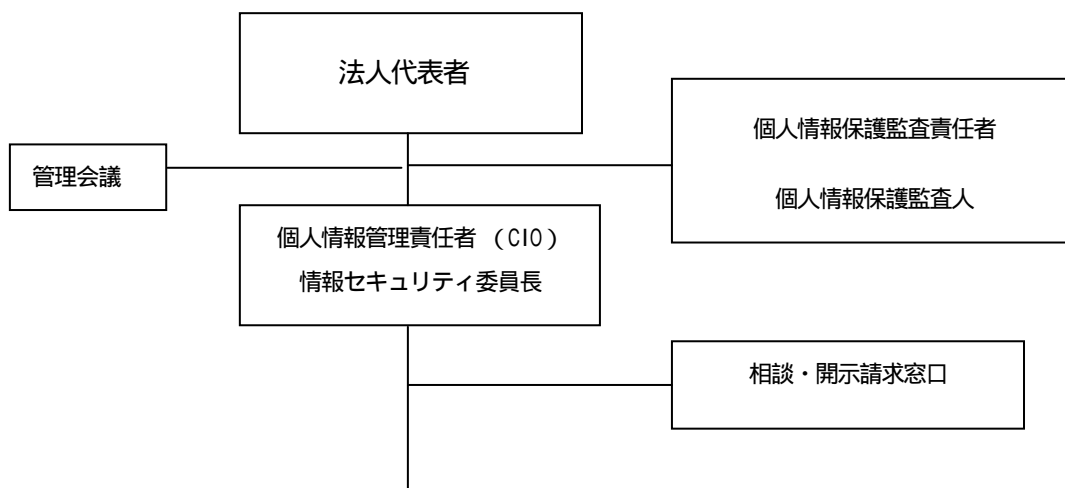 法人代表者
個人情報保護監査責任者
個人情報保護監査人
管理会議
個人情報管理責任者 （CIO）
情報セキュリティ委員長
相談・開示請求窓口